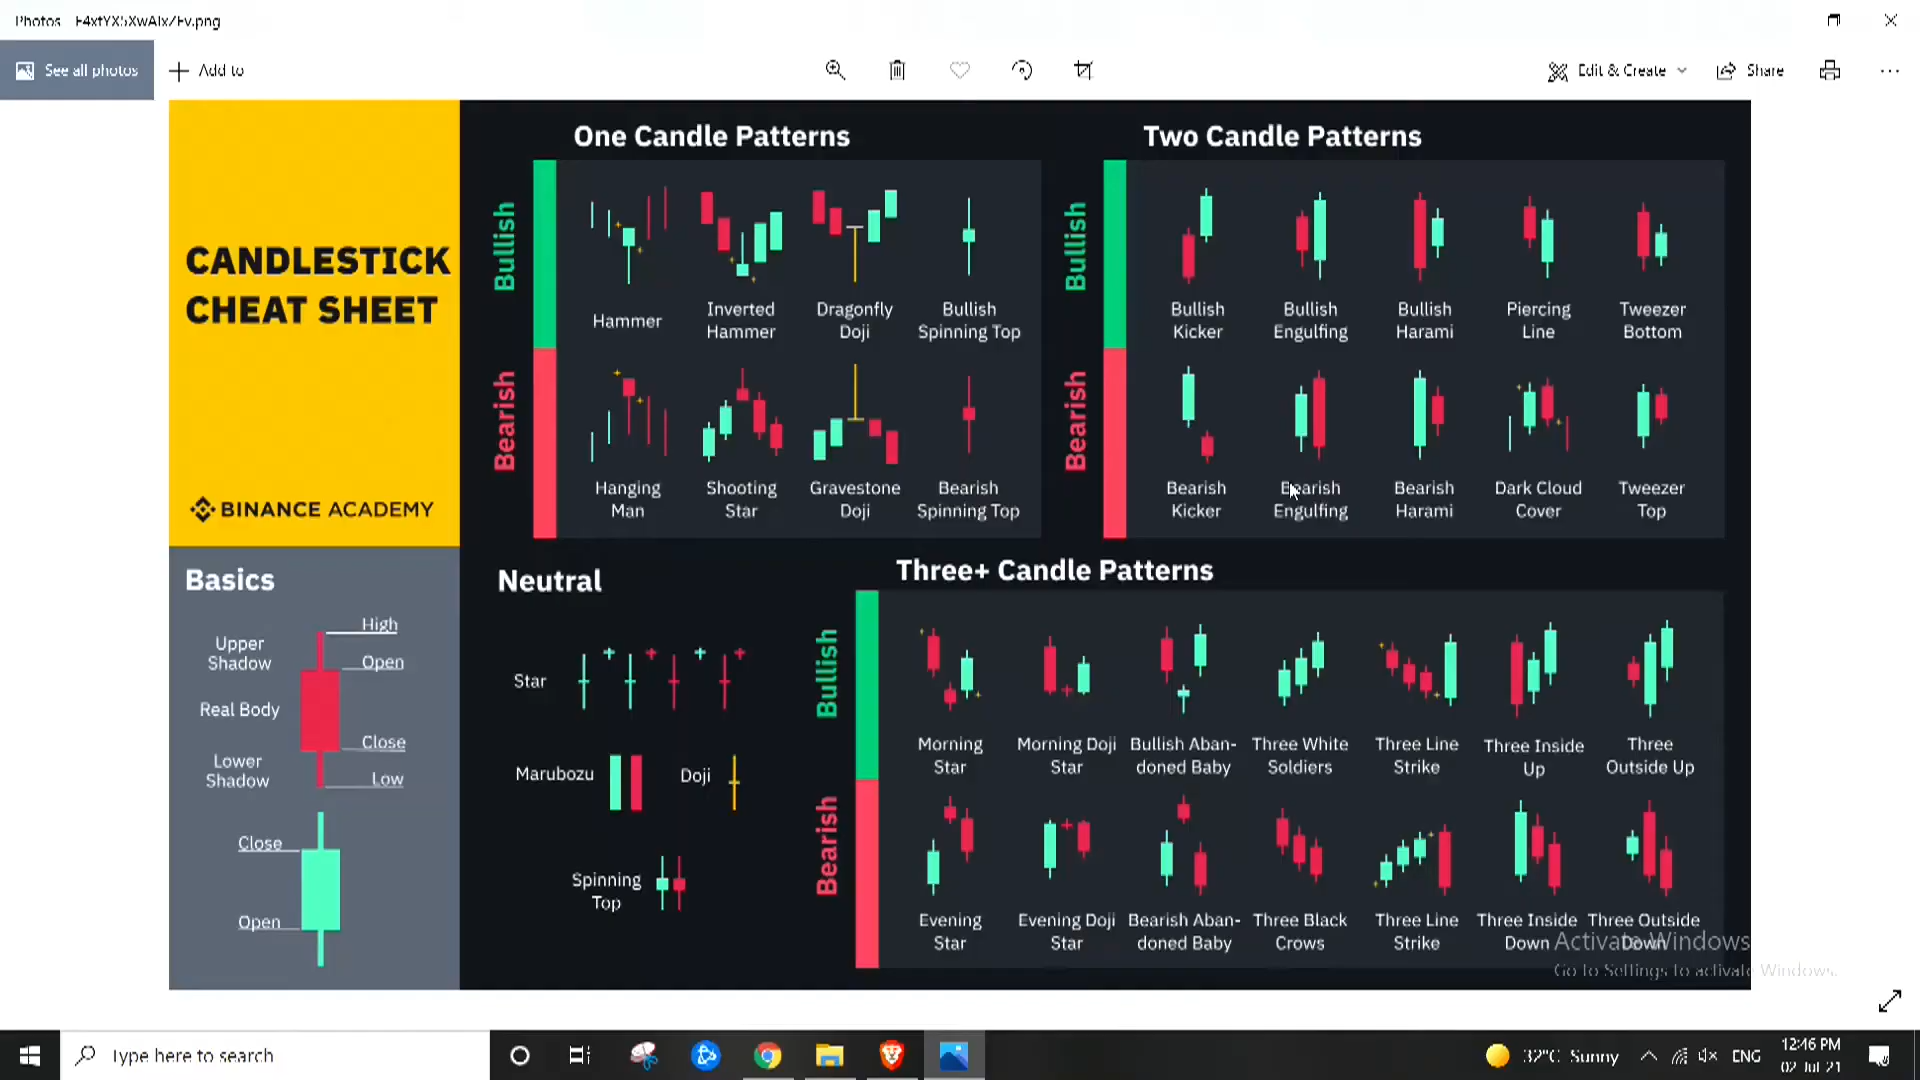 Photos
See all photos
Add to
Edit & Create
Share
CANDLESTICK
CHEAT SHEET
BINANCE ACADEMY
One Candle Patterns
Bullish
Hammer
Inverted
Hammer
Dragonfly
Doji
Bullish
Spinning Top
Bearish
Hanging
Man
Shooting
Star
Gravestone
Doji
Bearish
Spinning Top
Two Candle Patterns
Bullish
Bullish
Kicker
Bullish
Engulfing
Bullish
Harami
Piercing
Line
Tweezer
Bottom
Bearish
Bearish
Kicker
Bearish
Engulfing
Bearish
Harami
Dark Cloud
Cover
Tweezer
Top
Basics
High
Upper
Shadow
Open
Real Body
Close
Lower
Shadow
Low
Close
Open
Neutral
Star
Marubozu
Doji
Spinning
Top
Three+ Candle Patterns
Bullish
Morning
Star
Morning Doji
Star
Bullish Aban-
doned Baby
Three White
Soldiers
Three Line
Strike
Three Inside
Up
Three
Outside Up
Bearish
Evening
Star
Evening Doji
Star
Bearish Aban-
doned Baby
Three Black
Crows
Three Line
Strike
Three Inside
Down
Three Outside
Down
Activate Windows
Go to Settings to activate Windows.
Type here to search
32°C Sunny
ENG
12:46 PM
02 Jul 21